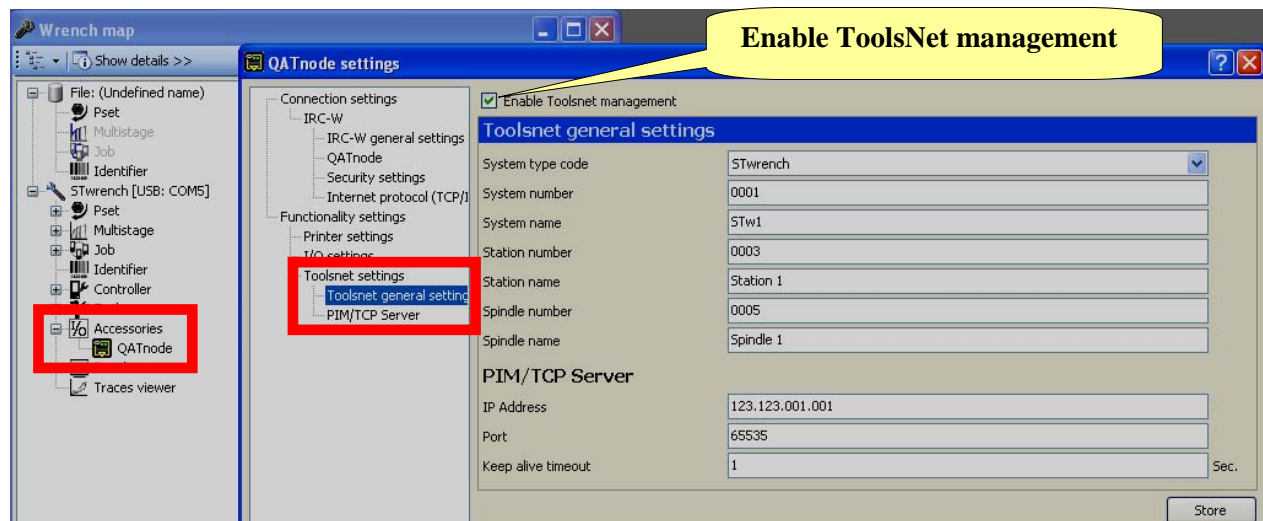 Wrench map
Show details >>
File: (Undefined name)
Pset
Multistage
Job
Identifier
STwrench [USB: COM5]
Pset
Multistage
Job
Identifier
Controller
Accessories
QATnode
Traces viewer
Enable ToolsNet management
QATnode settings
Connection settings
IRC-W
IRC-W general settings
QATnode
Security settings
Internet protocol (TCP/I
Functionality settings
Printer settings
I/O settings
Toolsnet settings
Toolsnet general setting
PIM/TCP Server
Enable Toolsnet management
Toolsnet general settings
System type code STwrench
System number 0001
System name STw1
Station number 0003
Station name Station 1
Spindle number 0005
Spindle name Spindle 1
PIM/TCP Server
IP Address 123.123.001.001
Port 65535
Keep alive timeout 1 Sec.
Store